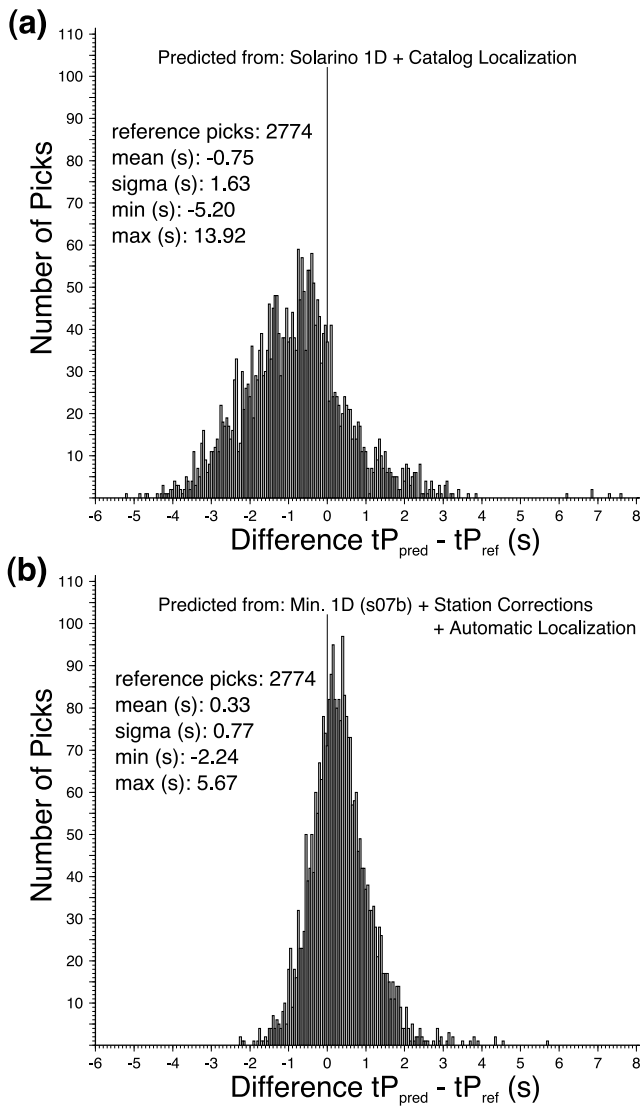 (a)
110
100
90
80
70
60
50
40
30
20
10
Number of Picks
Predicted from: Solarino 1D + Catalog Localization
reference picks: 2774
mean (s): -0.75
sigma (s): 1.63
min (s): -5.20
max (s): 13.92
-6 -5 -4 -3 -2 -1 0 1 2 3 4 5 6 7 8
Difference tPpred - tPref (s)
(b)
110
100
90
80
70
60
50
40
30
20
10
Number of Picks
Predicted from: Min. 1D (s07b) + Station Corrections
+ Automatic Localization
reference picks: 2774
mean (s): 0.33
sigma (s): 0.77
min (s): -2.24
max (s): 5.67
-6 -5 -4 -3 -2 -1 0 1 2 3 4 5 6 7 8
Difference tPpred - tPref (s)